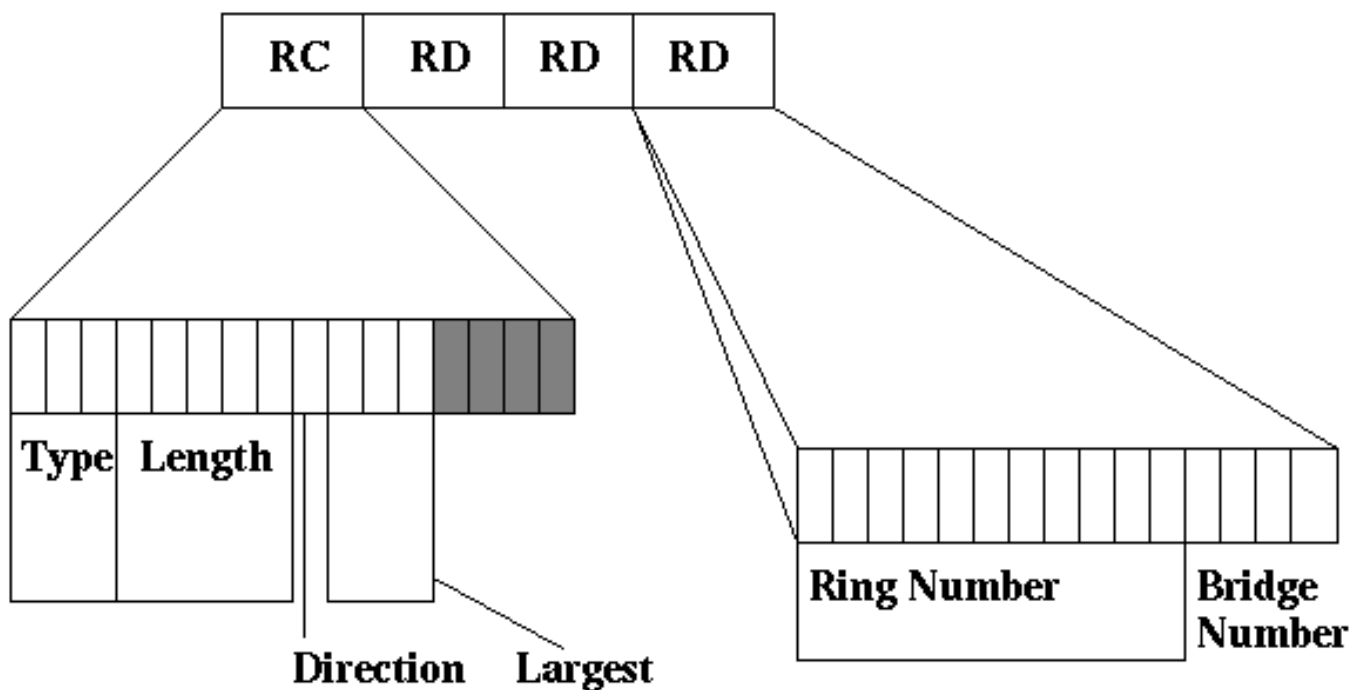 RC RD RD RD
Type Length
Ring Number
Bridge
Number
Direction
Largest